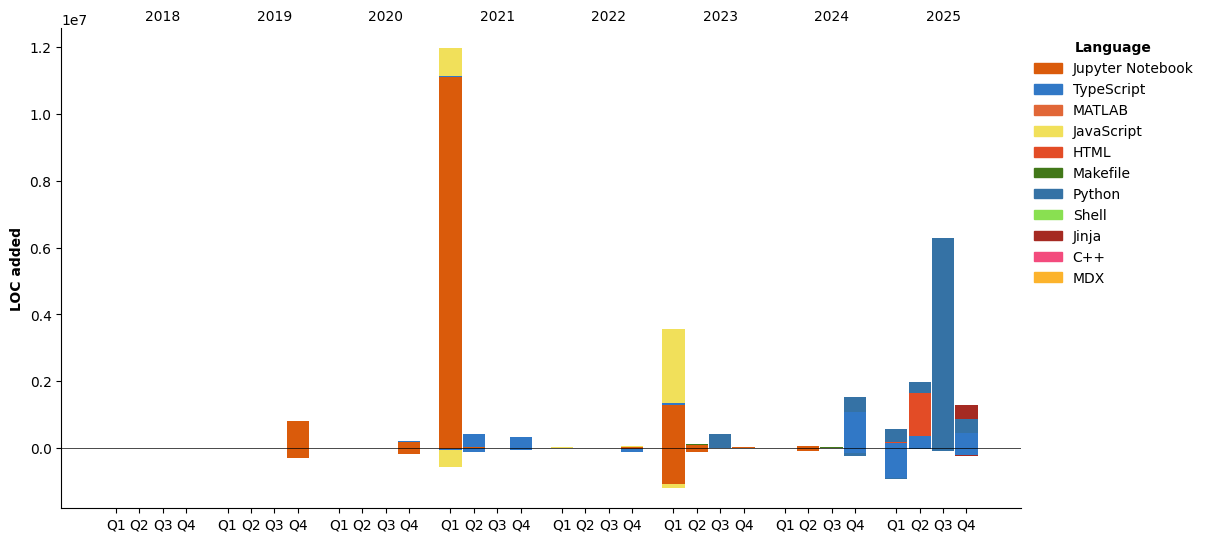 2018 2019 2020 2021 2022 2023 2024 2025
1e7
1.2
1.0
0.8
0.6
0.4
0.2
0.0
LOC added
Q1 Q2 Q3 Q4 Q1 Q2 Q3 Q4 Q1 Q2 Q3 Q4 Q1 Q2 Q3 Q4 Q1 Q2 Q3 Q4 Q1 Q2 Q3 Q4 Q1 Q2 Q3 Q4 Q1 Q2 Q3 Q4
Language
Jupyter Notebook
TypeScript
MATLAB
JavaScript
HTML
Makefile
Python
Shell
Jinja
C++
MDX